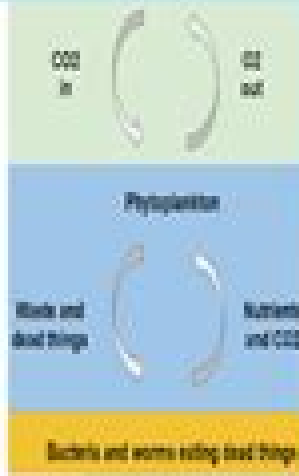 CO2
in
O2
out
Phytoplankton
Waste and
dead things
Nutrients
and CO2
Bacteria and worms eating dead things